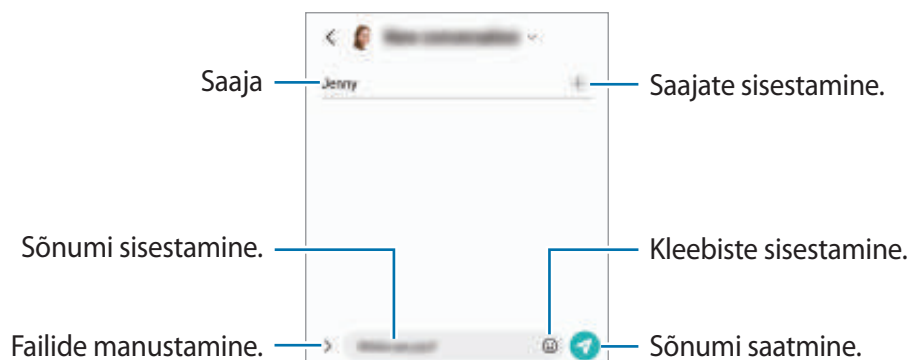 Saaja
Jenny
Saajate sisestamine.
Sõnumi sisestamine.
Kleebiste sisestamine.
Failide manustamine.
Sõnumi saatmine.